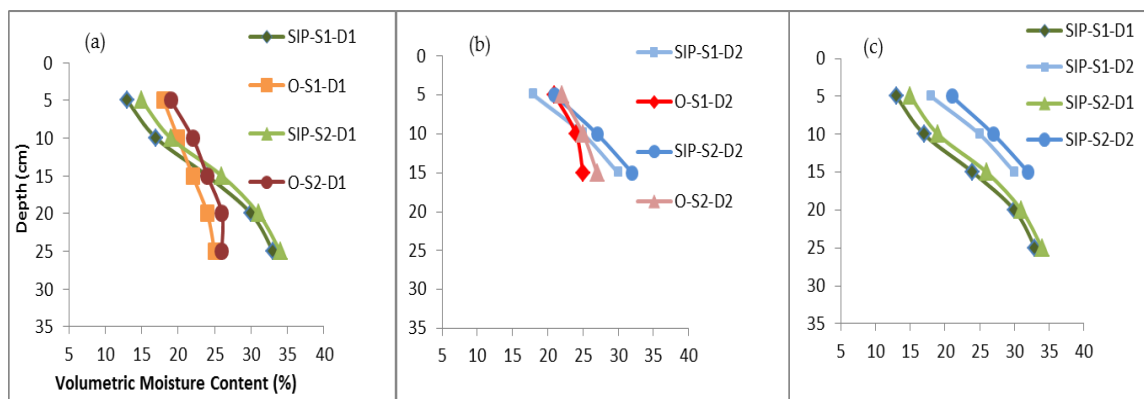 (a)
SIP-S1-D1
O-S1-D1
SIP-S2-D1
O-S2-D1
0
5
10
15
20
25
30
35
Depth (cm)
5 10 15 20 25 30 35 40
Volumetric Moisture Content (%)
(b)
SIP-S1-D2
O-S1-D2
SIP-S2-D2
O-S2-D2
0
5
10
15
20
25
30
35
5 10 15 20 25 30 35 40
(c)
SIP-S1-D1
SIP-S1-D2
SIP-S2-D1
SIP-S2-D2
0
5
10
15
20
25
30
35
5 10 15 20 25 30 35 40